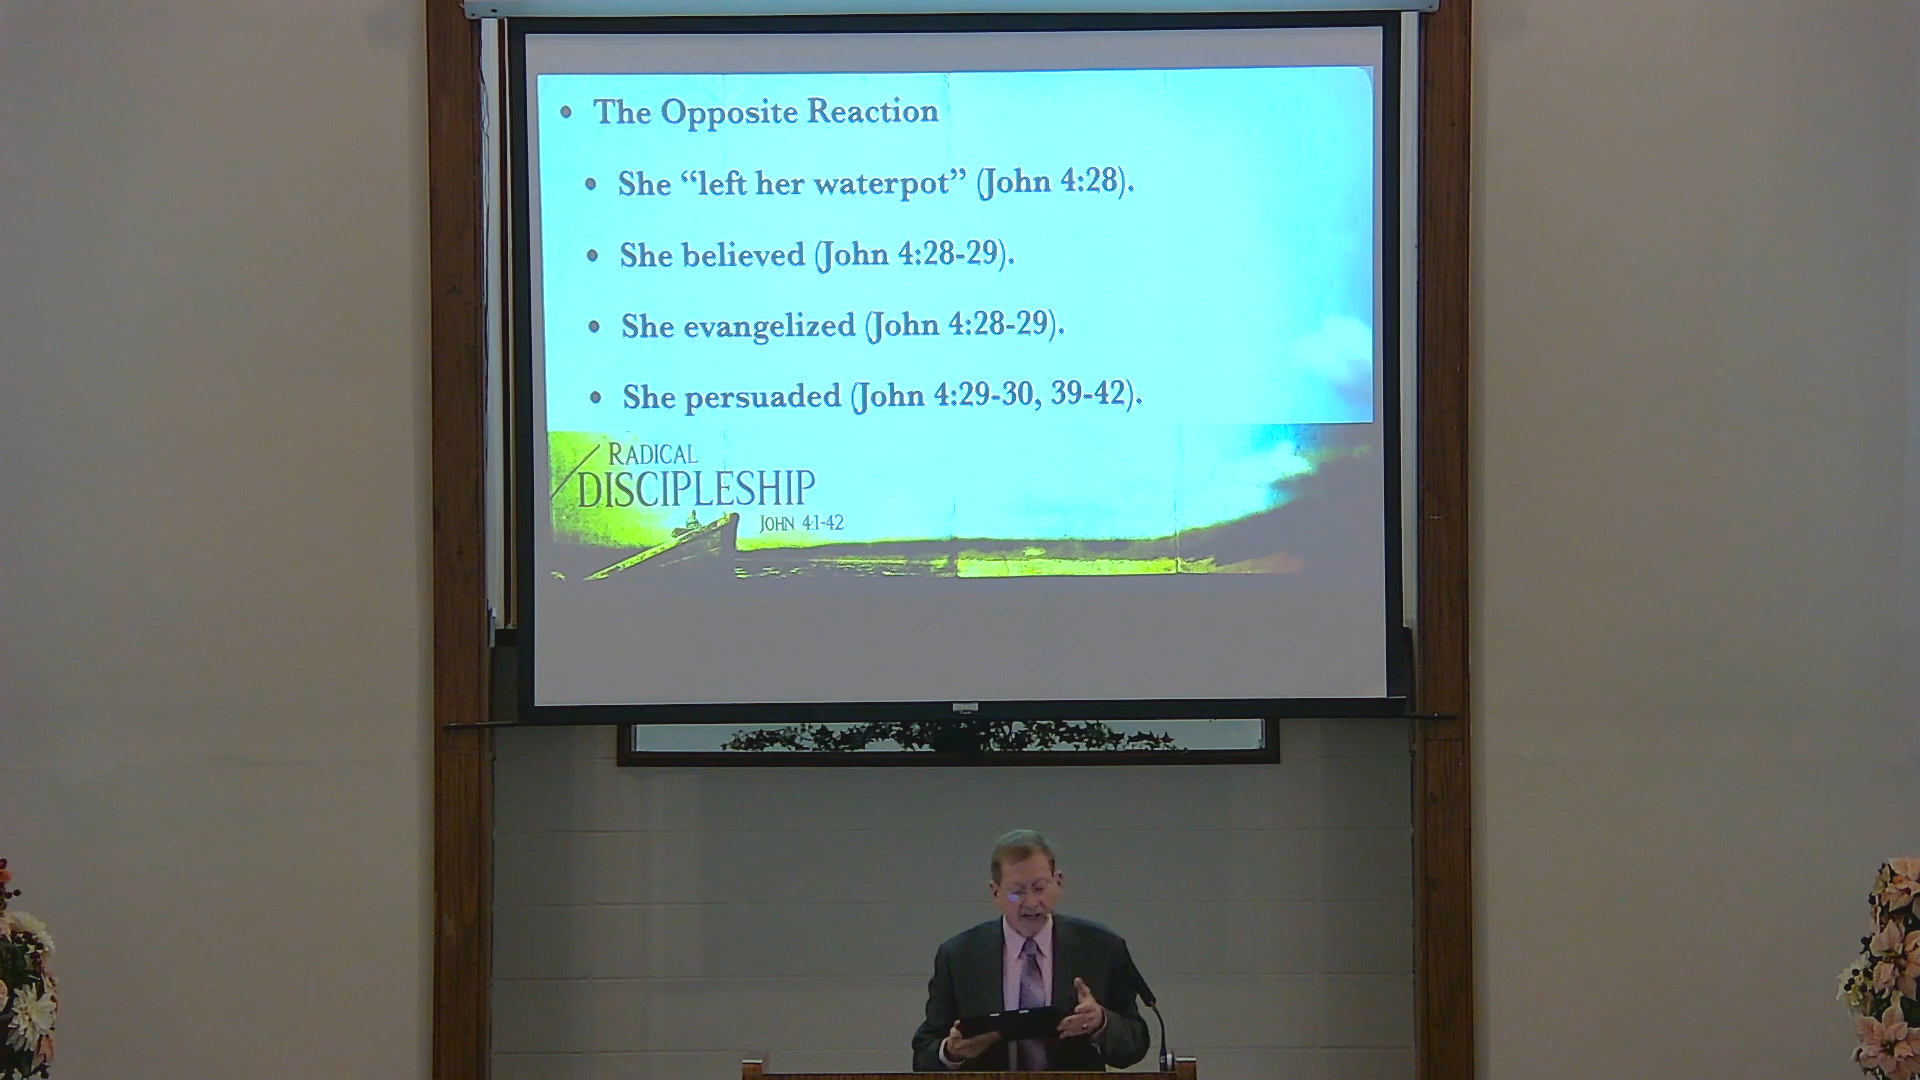 • The Opposite Reaction
• She “left her waterpot” (John 4:28).
• She believed (John 4:28-29).
• She evangelized (John 4:28-29).
• She persuaded (John 4:29-30, 39-42).
RADICAL
DISCIPLESHIP
JOHN 4:1-42